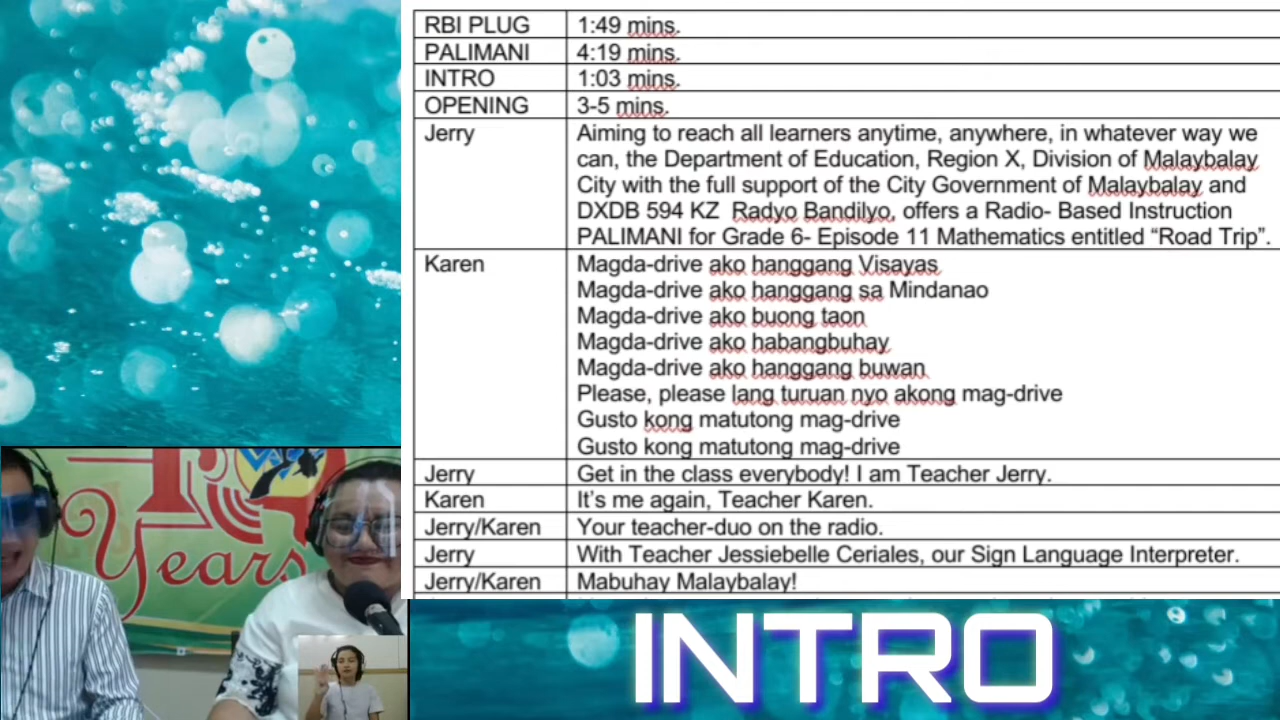 RBI PLUG 1:49 mins.
PALIMANI 4:19 mins.
INTRO 1:03 mins.
OPENING 3-5 mins.
Jerry Aiming to reach all learners anytime, anywhere, in whatever way we
can, the Department of Education, Region X, Division of Malaybalay
City with the full support of the City Government of Malaybalay and
DXDB 594 KZ Radyo Bandilyo, offers a Radio- Based Instruction
PALIMANI for Grade 6- Episode 11 Mathematics entitled “Road Trip”.
Karen Magda-drive ako hanggang Visayas
Magda-drive ako hanggang sa Mindanao
Magda-drive ako buong taon
Magda-drive ako habangbuhay
Magda-drive ako hanggang buwan
Please, please lang turuan nyo akong mag-drive
Gusto kong matutong mag-drive
Gusto kong matutong mag-drive
Jerry Get in the class everybody! I am Teacher Jerry.
Karen It’s me again, Teacher Karen.
Jerry/Karen Your teacher-duo on the radio.
Jerry With Teacher Jessiebelle Ceriales, our Sign Language Interpreter.
Jerry/Karen Mabuhay Malaybalay!
Years
INTRO